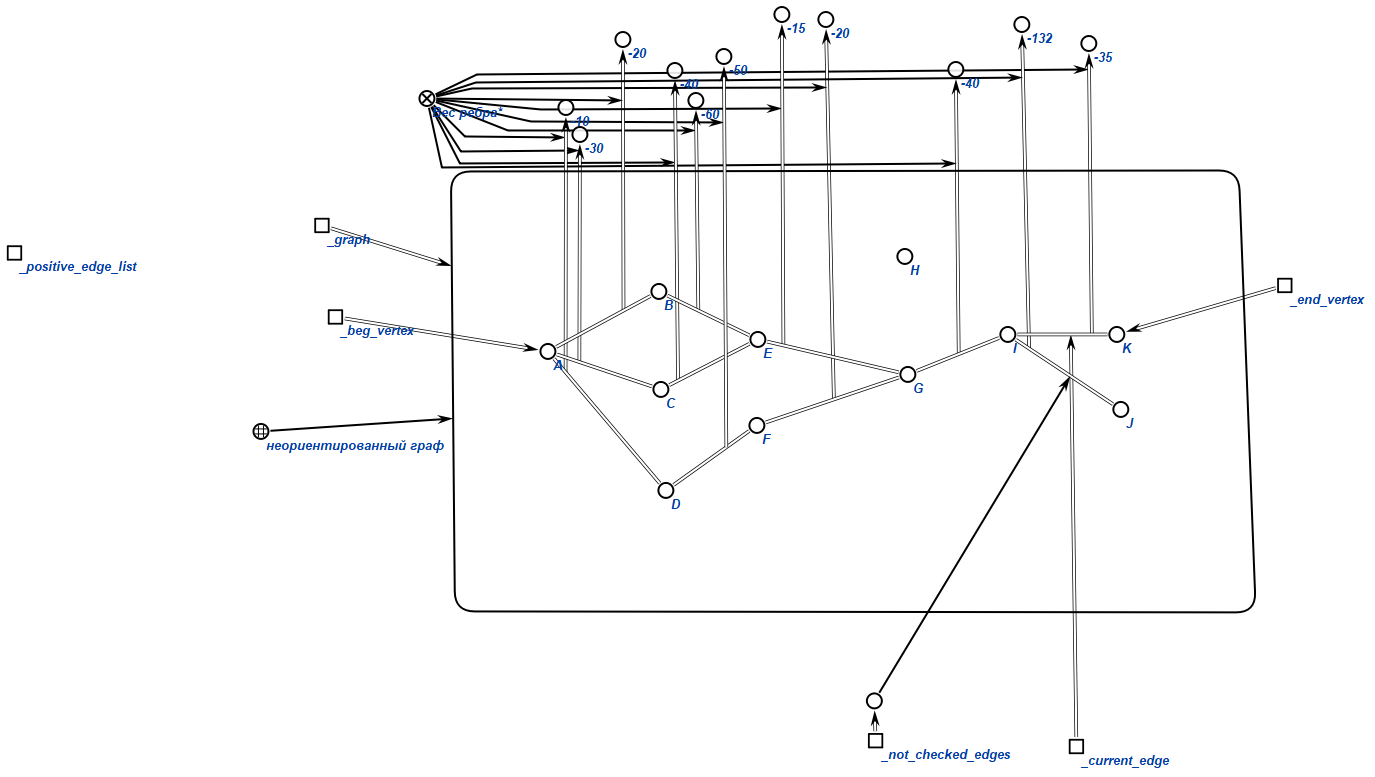 -15
-20
-132
-20
-35
-50
-40
-40
Вес ребра*
-60
-10
-30
_graph
_positive_edge_list
H
_end_vertex
B
_beg_vertex
I
K
E
A
G
C
J
F
неориентированный граф
D
_not_checked_edges
_current_edge